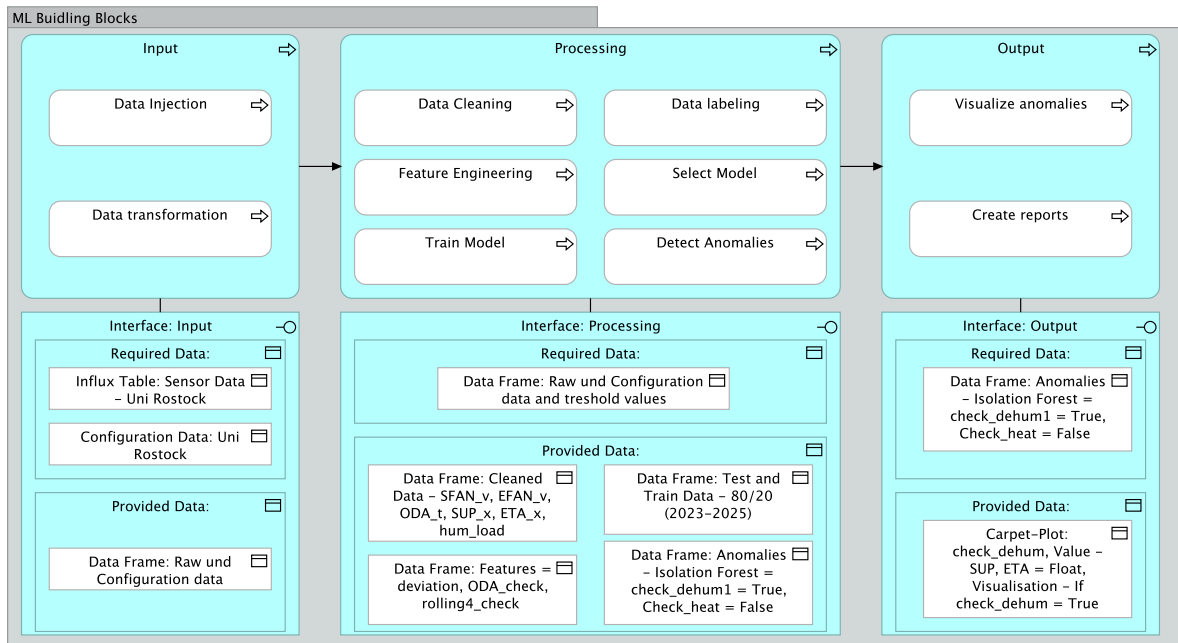 ML Buidling Blocks
Input
Data Injection
Data transformation
Processing
Data Cleaning
Data labeling
Feature Engineering
Select Model
Train Model
Detect Anomalies
Output
Visualize anomalies
Create reports
Interface: Input
Required Data:
Influx Table: Sensor Data
- Uni Rostock
Configuration Data: Uni
Rostock
Provided Data:
Data Frame: Raw und
Configuration data
Interface: Processing
Required Data:
Data Frame: Raw und Configuration
data and treshold values
Provided Data:
Data Frame: Cleaned
Data - SFAN_v, EFAN_v,
ODA_t, SUP_x, ETA_x,
hum_load
Data Frame: Test and
Train Data - 80/20
(2023-2025)
Data Frame: Features =
deviation, ODA_check,
rolling4_check
Data Frame: Anomalies
- Isolation Forest =
check_dehum1 = True,
Check_heat = False
Interface: Output
Required Data:
Data Frame: Anomalies
- Isolation Forest =
check_dehum1 = True,
Check_heat = False
Provided Data:
Carpet-Plot:
check_dehum, Value -
SUP, ETA = Float,
Visualisation - If
check_dehum = True